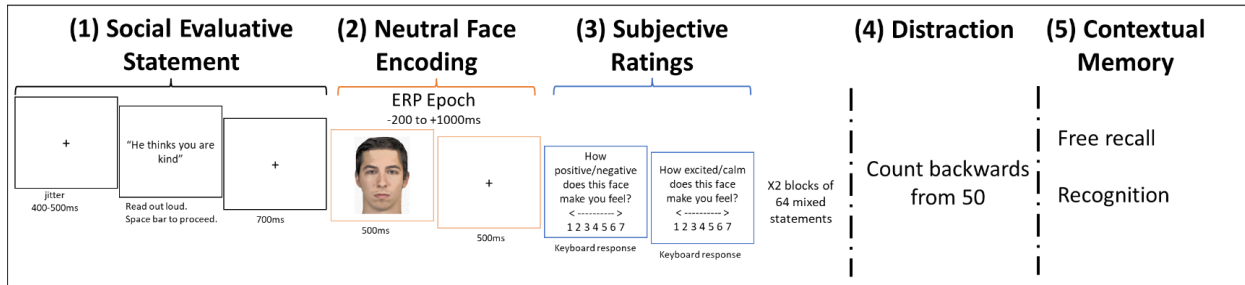 (1) Social Evaluative
Statement
+
jitter
400-500ms
"He thinks you are
kind"
Read out loud.
Space bar to proceed.
+
700ms
(2) Neutral Face
Encoding
ERP Epoch
-200 to +1000ms
500ms
+
500ms
(3) Subjective
Ratings
How
positive/negative
does this face
make you feel?
< ---------- >
1 2 3 4 5 6 7
Keyboard response
How excited/calm
does this face
make you feel?
< ---------- >
1 2 3 4 5 6 7
Keyboard response
X2 blocks of
64 mixed
statements
(4) Distraction
Count backwards
from 50
(5) Contextual
Memory
Free recall
Recognition